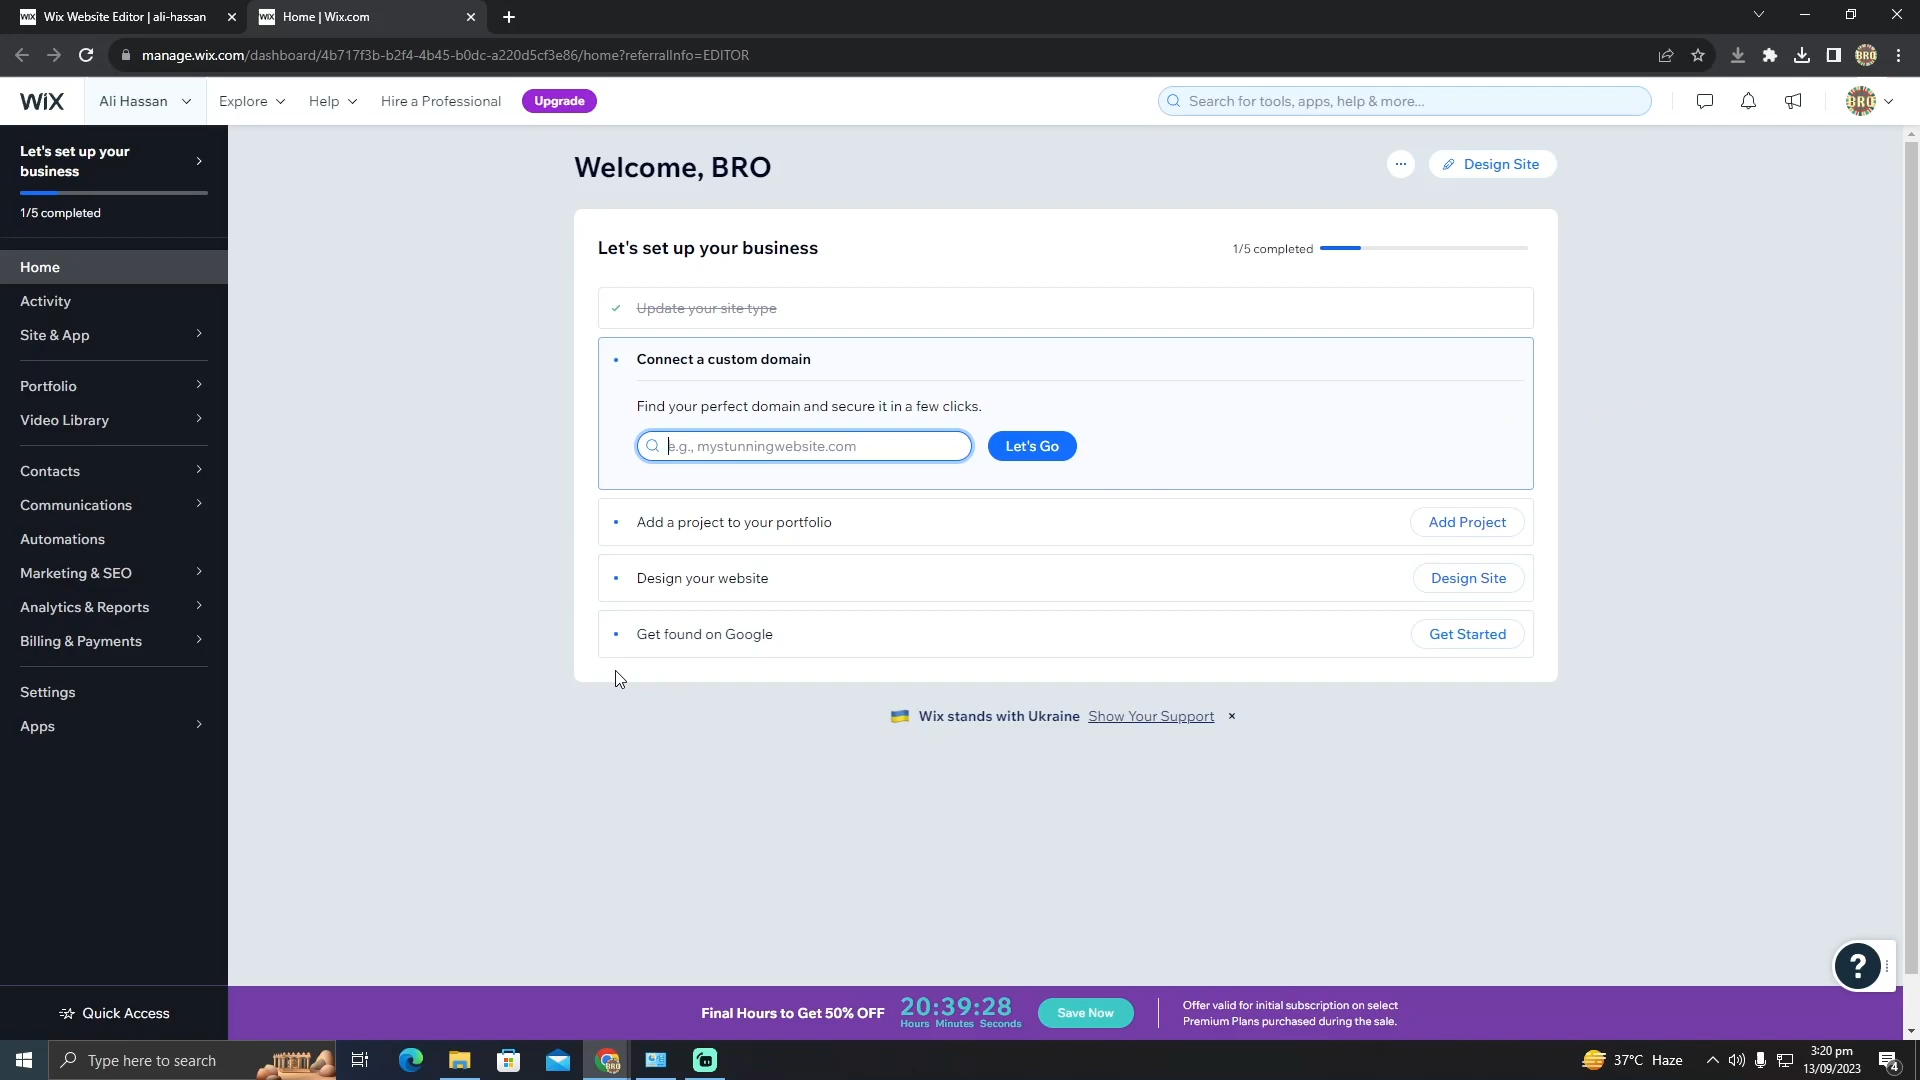 Wix Website Editor | ali-hassan
Home | Wix.com
manage.wix.com/dashboard/4b717f3b-b2f4-4b45-b0dc-a220d5cf3e86/home?referralInfo=EDITOR
WiX
Ali Hassan
Explore
Help
Hire a Professional
Upgrade
Search for tools, apps, help & more...
BRO
Let's set up your
business
1/5 completed
Home
Activity
Site & App
Portfolio
Video Library
Contacts
Communications
Automations
Marketing & SEO
Analytics & Reports
Billing & Payments
Settings
Apps
Quick Access
Welcome, BRO
Design Site
Let's set up your business
1/5 completed
Update your site type
Connect a custom domain
Find your perfect domain and secure it in a few clicks.
e.g., mystunningwebsite.com
Let's Go
Add a project to your portfolio
Add Project
Design your website
Design Site
Get found on Google
Get Started
Wix stands with Ukraine Show Your Support
?
Final Hours to Get 50% OFF
20:39:28
Hours Minutes Seconds
Save Now
Offer valid for initial subscription on select
Premium Plans purchased during the sale.
Type here to search
37°C Haze
3:20 pm
13/09/2023
4